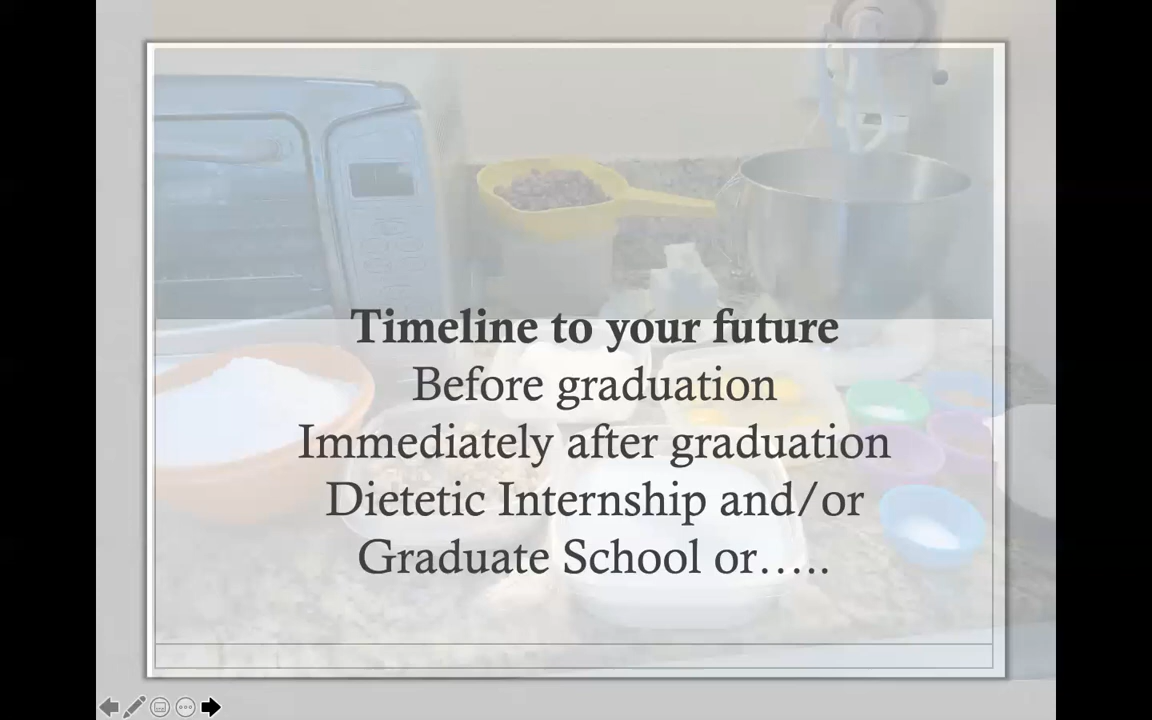 Timeline to your future
Before graduation
Immediately after graduation
Dietetic Internship and/or
Graduate School or…..